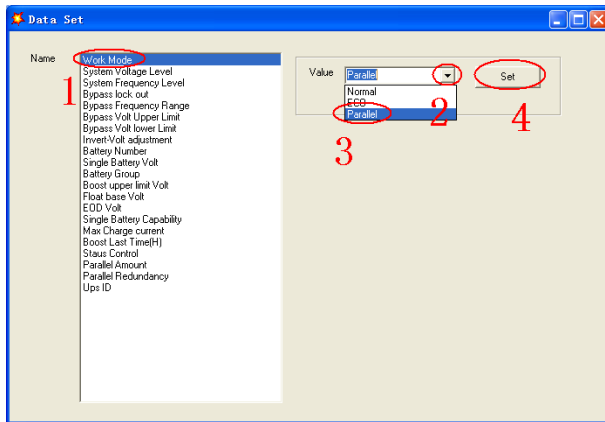 Data Set
Name
Work Mode
System Voltage Level
System Frequency Level
Bypass lock out
Bypass Frequency Range
Bypass Volt Upper Limit
Bypass Volt lower Limit
Invert-Volt adjustment
Battery Number
Single Battery Volt
Battery Group
Boost upper limit Volt
Float base Volt
EOD Volt
Single Battery Capability
Max Charge current
Boost Last Time(H)
Staus Control
Parallel Amount
Parallel Redundancy
Ups ID
1
Value
Parallel
Set
Normal
ECO
Parallel
2
3
4